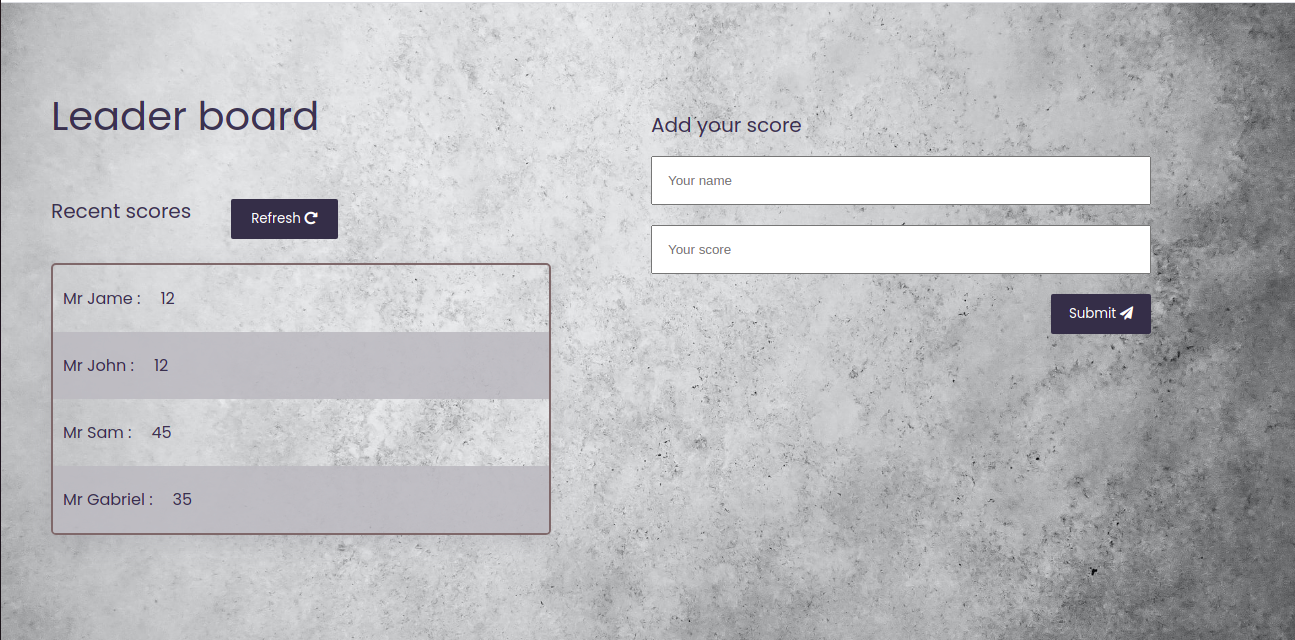 Leader board
Recent scores
Refresh
Mr Jame : 12
Mr John : 12
Mr Sam : 45
Mr Gabriel : 35
Add your score
Your name
Your score
Submit